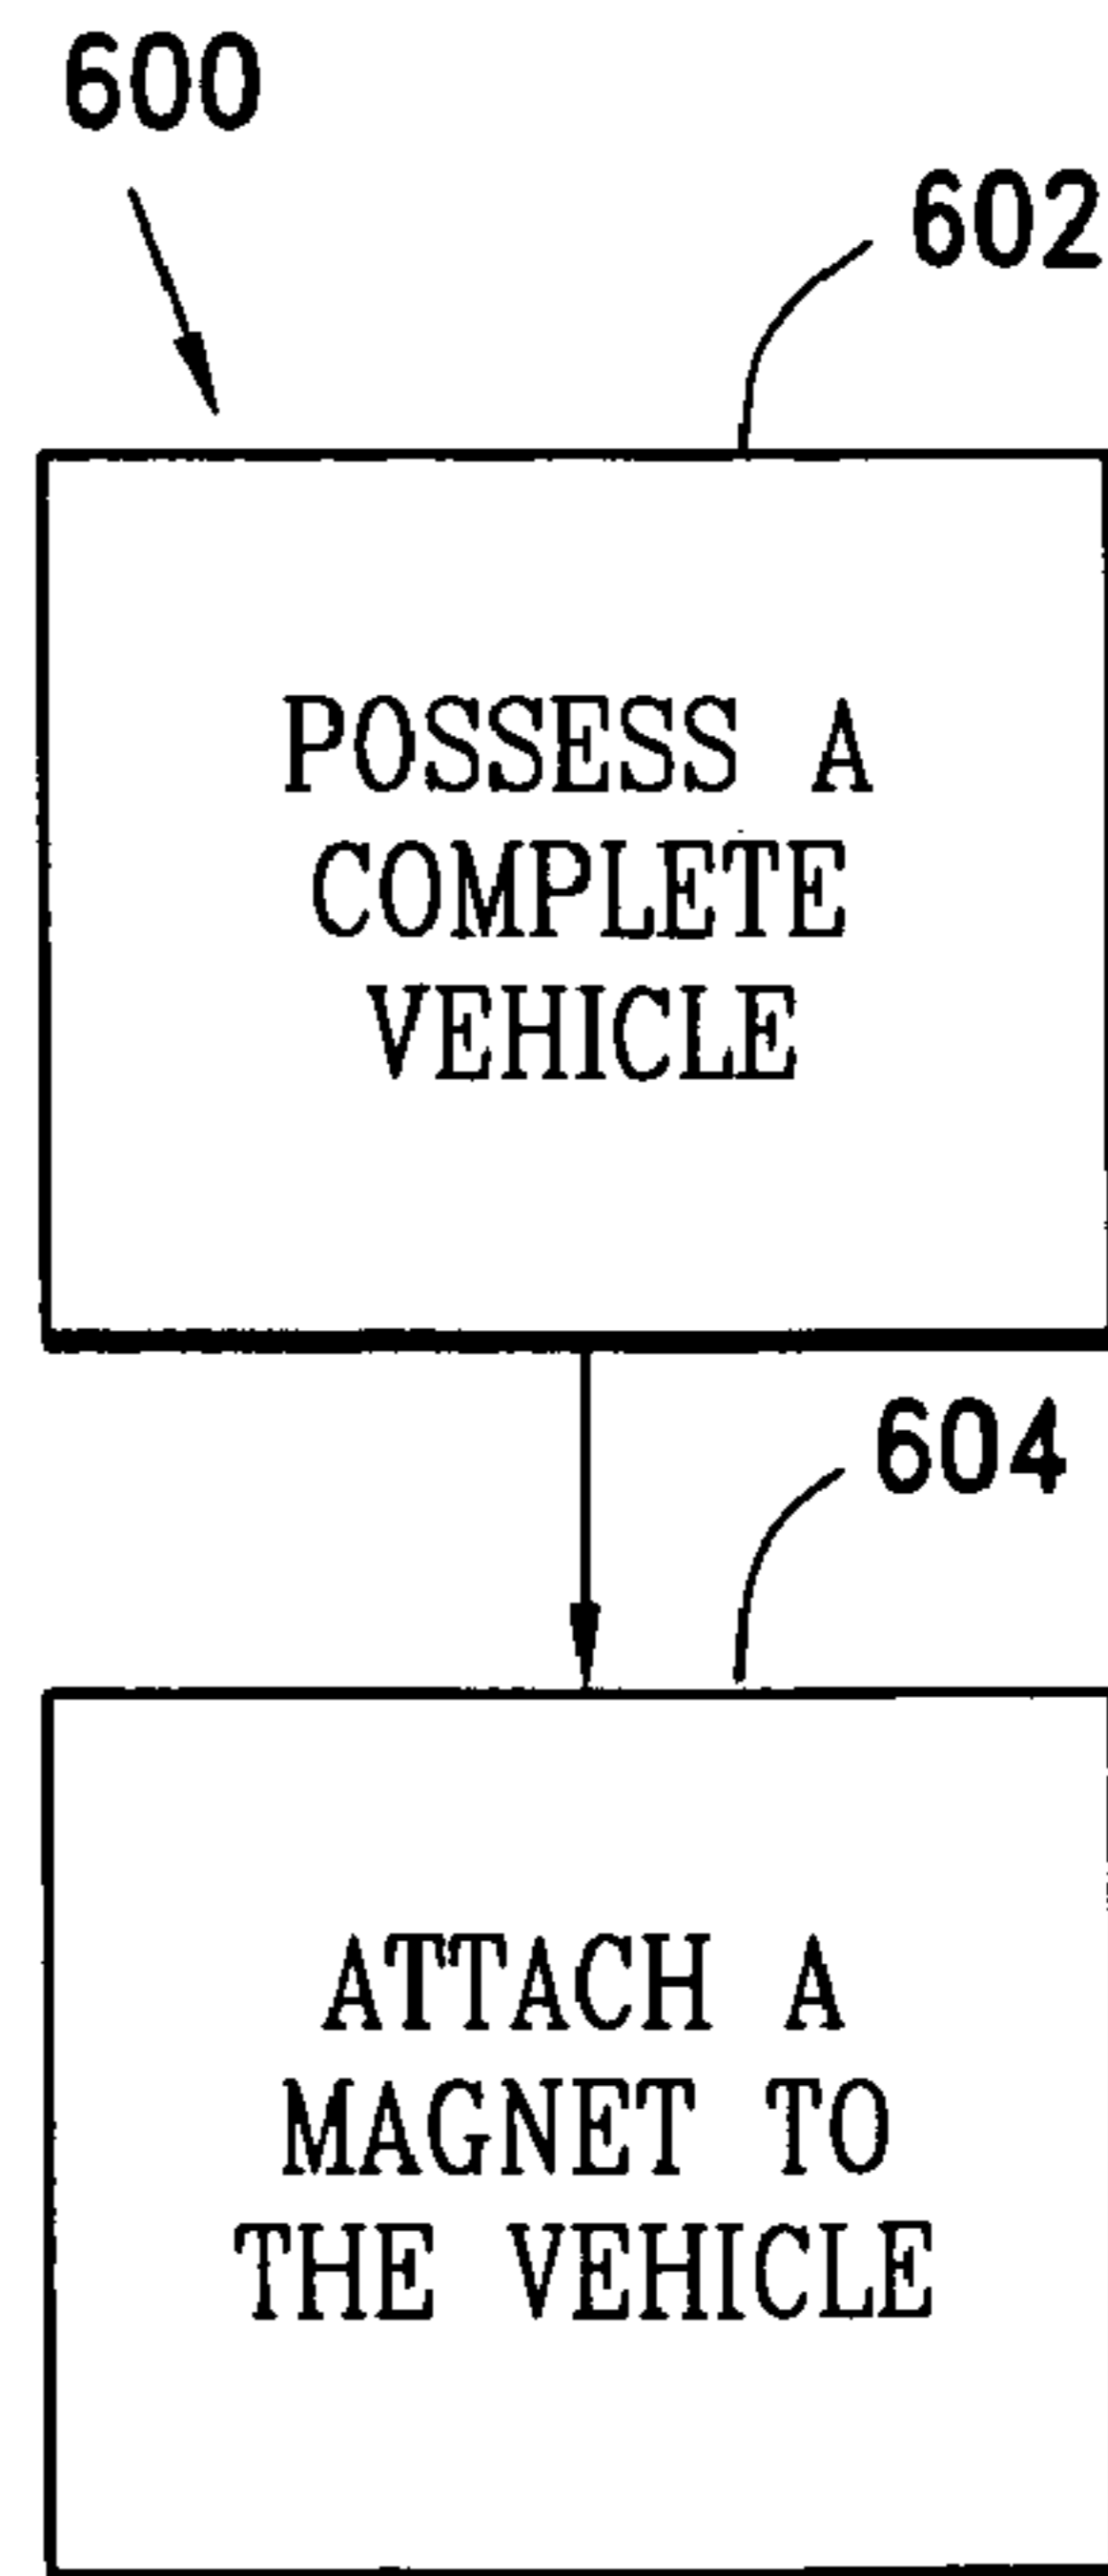 600
602
POSSESS A
COMPLETE
VEHICLE
604
ATTACH A
MAGNET TO
THE VEHICLE